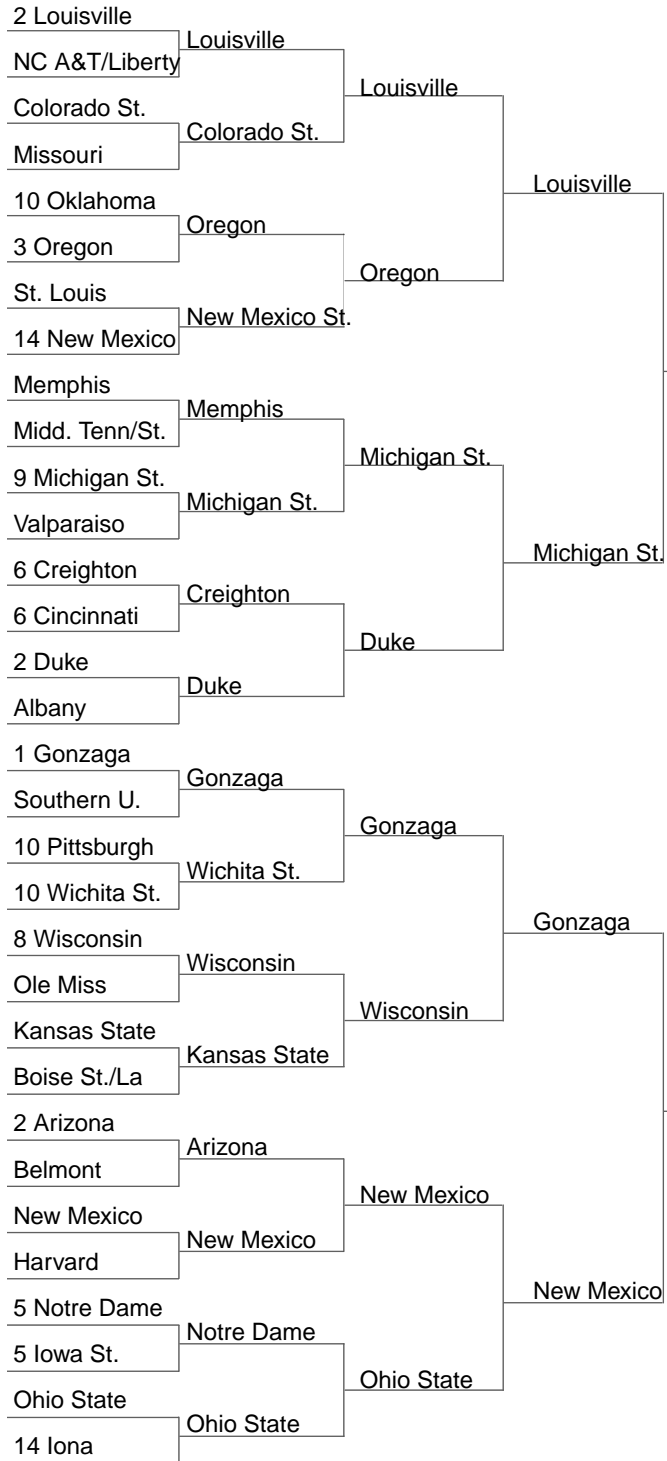 2 Louisville
NC A&T/Liberty
Colorado St.
Missouri
10 Oklahoma
3 Oregon
St. Louis
14 New Mexico
Memphis
Midd. Tenn/St.
9 Michigan St.
Valparaiso
6 Creighton
6 Cincinnati
2 Duke
Albany
1 Gonzaga
Southern U.
10 Pittsburgh
10 Wichita St.
8 Wisconsin
Ole Miss
Kansas State
Boise St./La
2 Arizona
Belmont
New Mexico
Harvard
5 Notre Dame
5 Iowa St.
Ohio State
14 Iona
Louisville
Colorado St.
Oregon
New Mexico St.
Memphis
Michigan St.
Creighton
Duke
Gonzaga
Wichita St.
Wisconsin
Kansas State
Arizona
New Mexico
Notre Dame
Ohio State
Louisville
Oregon
Michigan St.
Duke
Gonzaga
Wisconsin
New Mexico
Ohio State
Louisville
Michigan St.
Gonzaga
New Mexico